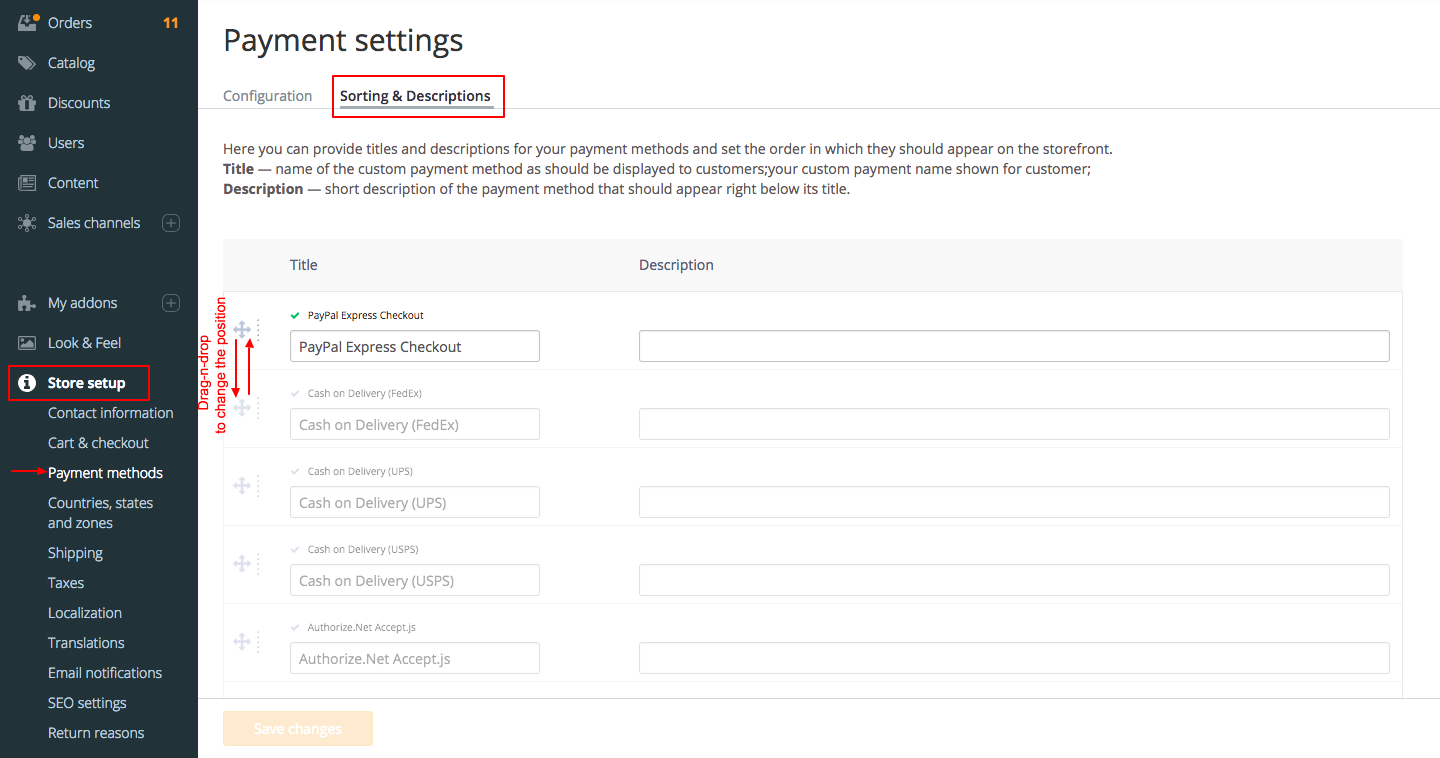 Orders 11
Catalog
Discounts
Users
Content
Sales channels
My addons
Look & Feel
Store setup
Contact information
Cart & checkout
Payment methods
Countries, states
and zones
Shipping
Taxes
Localization
Translations
Email notifications
SEO settings
Return reasons
Payment settings
Configuration Sorting & Descriptions
Here you can provide titles and descriptions for your payment methods and set the order in which they should appear on the storefront.
Title — name of the custom payment method as should be displayed to customers;your custom payment name shown for customer;
Description — short description of the payment method that should appear right below its title.
Title Description
Drag-n-drop
to change the position
PayPal Express Checkout
PayPal Express Checkout
Cash on Delivery (FedEx)
Cash on Delivery (FedEx)
Cash on Delivery (UPS)
Cash on Delivery (UPS)
Cash on Delivery (USPS)
Cash on Delivery (USPS)
Authorize.Net Accept.js
Authorize.Net Accept.js
Save changes